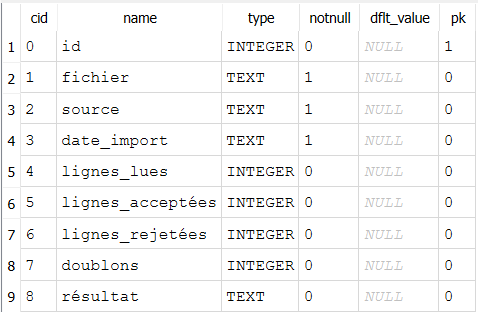 cid name type notnull dflt_value pk
1 0 id INTEGER 0 NULL 1
2 1 fichier TEXT 1 NULL 0
3 2 source TEXT 1 NULL 0
4 3 date_import TEXT 1 NULL 0
5 4 lignes_lues INTEGER 0 NULL 0
6 5 lignes_acceptées INTEGER 0 NULL 0
7 6 lignes_rejetées INTEGER 0 NULL 0
8 7 doublons INTEGER 0 NULL 0
9 8 résultat TEXT 0 NULL 0